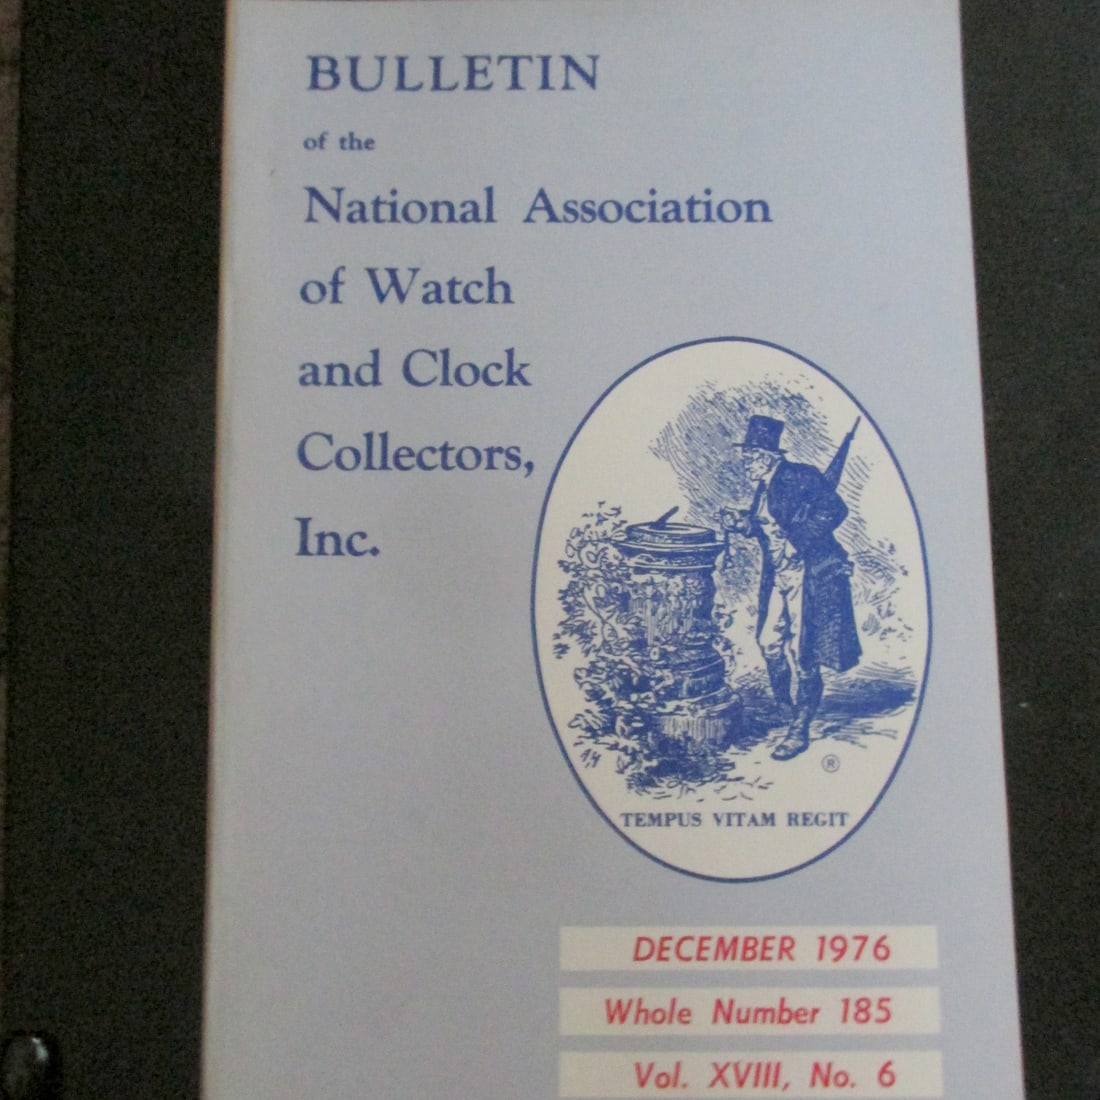 BULLETIN
of the
National Association
of Watch
and Clock
Collectors,
Inc.
®
TEMPUS VITAM REGIT
DECEMBER 1976
Whole Number 185
Vol. XVIII, No. 6